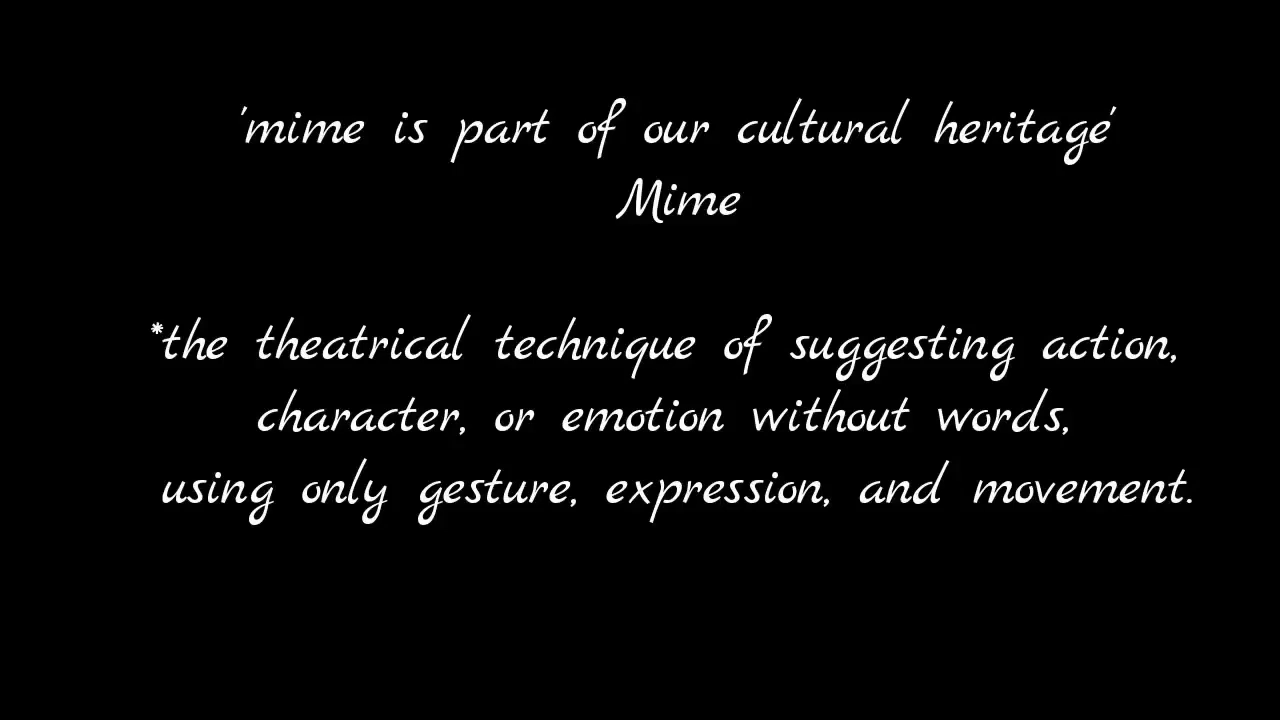 'mime is part of our cultural heritage'
Mime
*the theatrical technique of suggesting action,
character, or emotion without words,
using only gesture, expression, and movement.